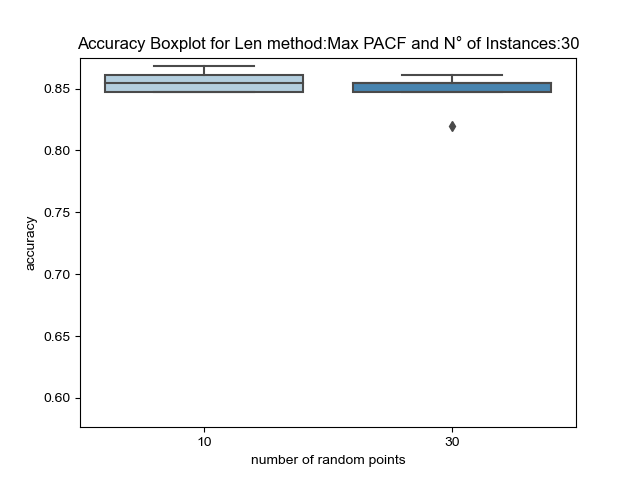 Accuracy Boxplot for Len method:Max PACF and N° of Instances:30
0.85
0.80
0.75
0.70
0.65
0.60
accuracy
10
30
number of random points